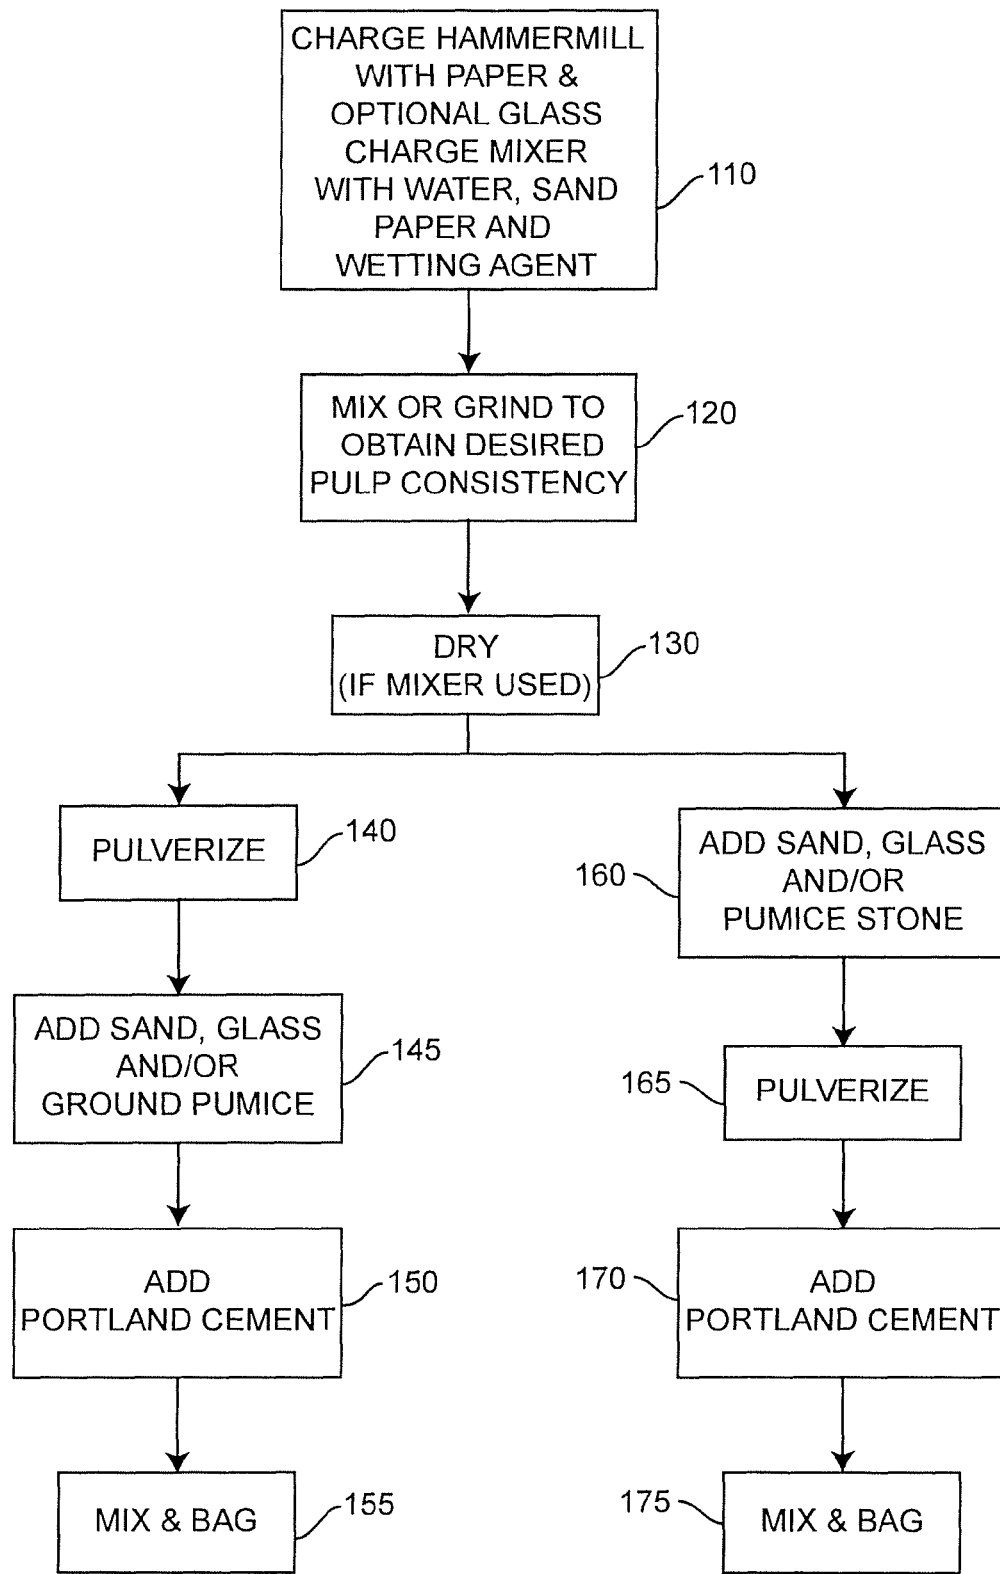 CHARGE HAMMERMILL
WITH PAPER &
OPTIONAL GLASS
CHARGE MIXER
WITH WATER, SAND
PAPER AND
WETTING AGENT
110
MIX OR GRIND TO
OBTAIN DESIRED
PULP CONSISTENCY
120
DRY
(IF MIXER USED)
130
PULVERIZE
140
ADD SAND, GLASS
AND/OR
GROUND PUMICE
145
ADD
PORTLAND CEMENT
150
MIX & BAG
155
ADD SAND, GLASS
AND/OR
PUMICE STONE
160
PULVERIZE
165
ADD
PORTLAND CEMENT
170
MIX & BAG
175